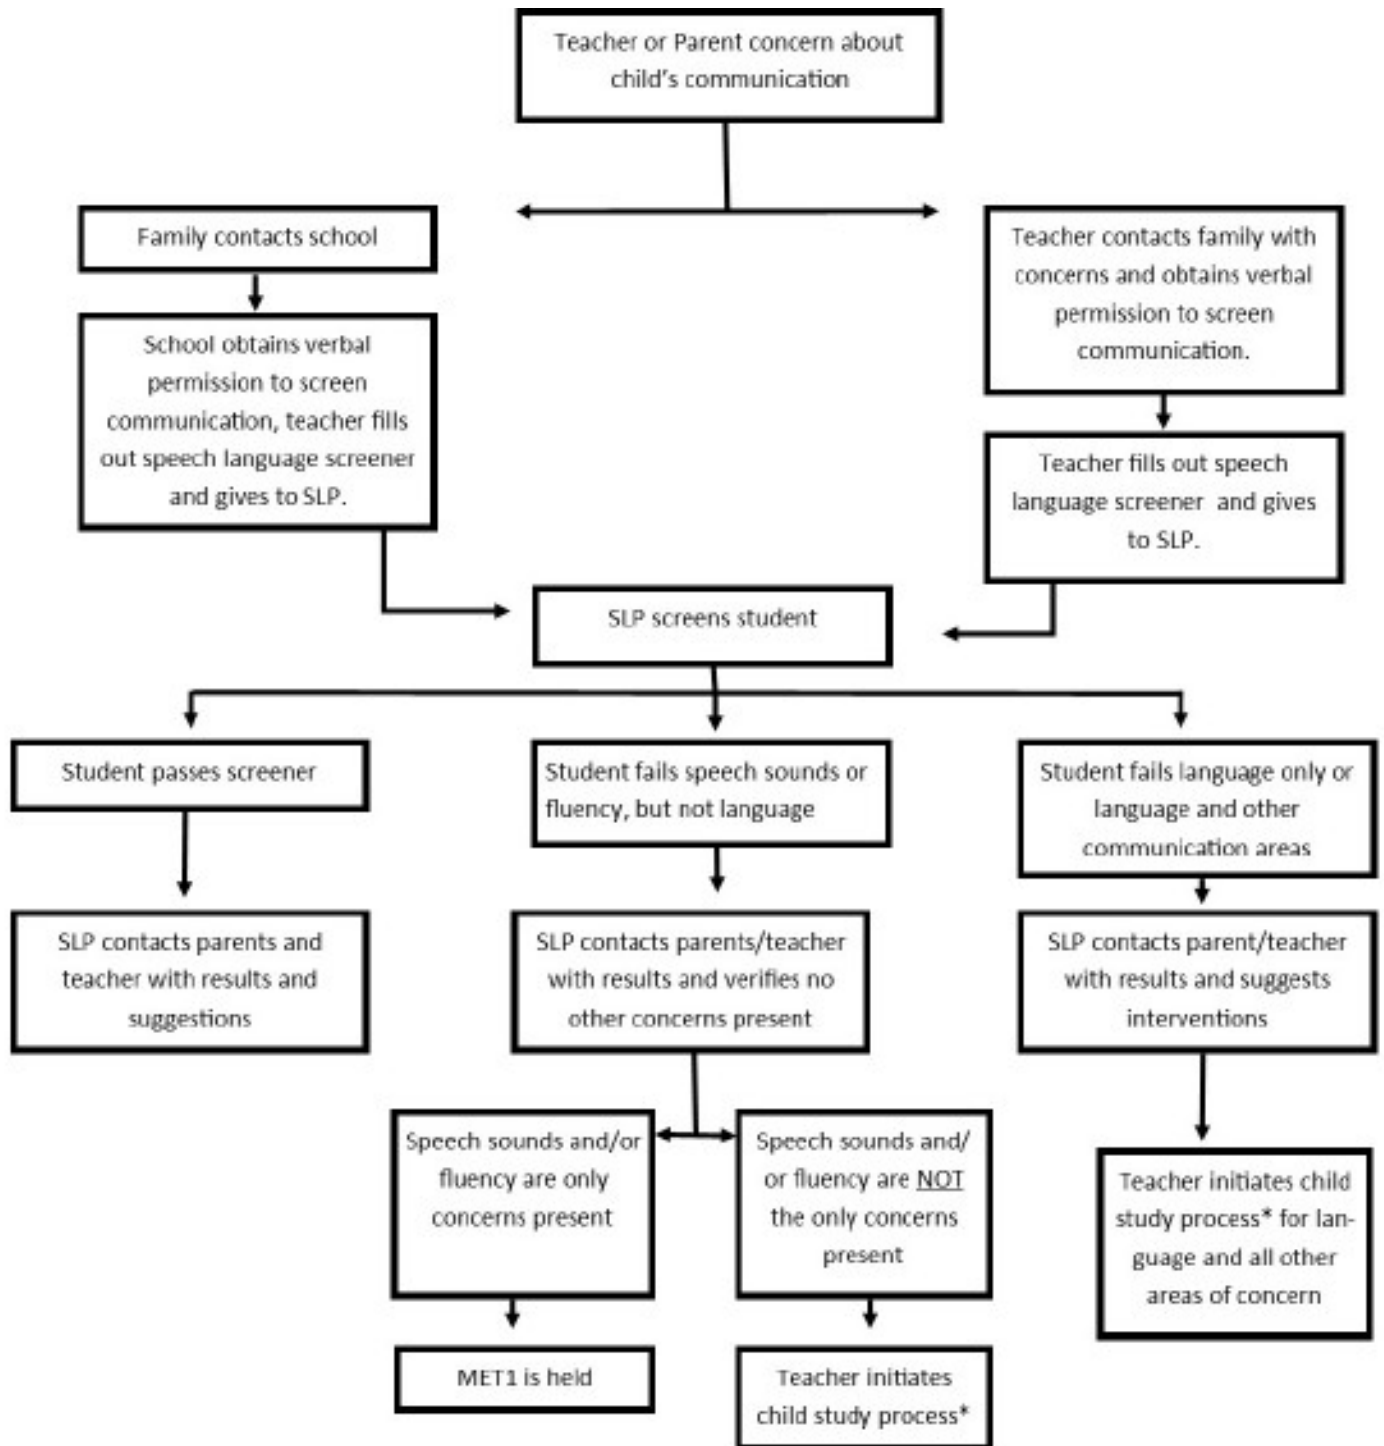 Teacher or Parent concern about
child's communication
Family contacts school
School obtains verbal
permission to screen
communication, teacher fills
out speech language screener
and gives to SLP.
Teacher contacts family with
concerns and obtains verbal
permission to screen
communication.
Teacher fills out speech
language screener and gives
to SLP.
SLP screens student
Student passes screener
SLP contacts parents and
teacher with results and
suggestions
Student fails speech sounds or
fluency, but not language
SLP contacts parents/teacher
with results and verifies no
other concerns present
Speech sounds and/or
fluency are only
concerns present
MET1 is held
Speech sounds and/
or fluency are NOT
the only concerns
present
Teacher initiates
child study process*
Student fails language only or
language and other
communication areas
SLP contacts parent/teacher
with results and suggests
interventions
Teacher initiates child
study process* for lan-
guage and all other
areas of concern